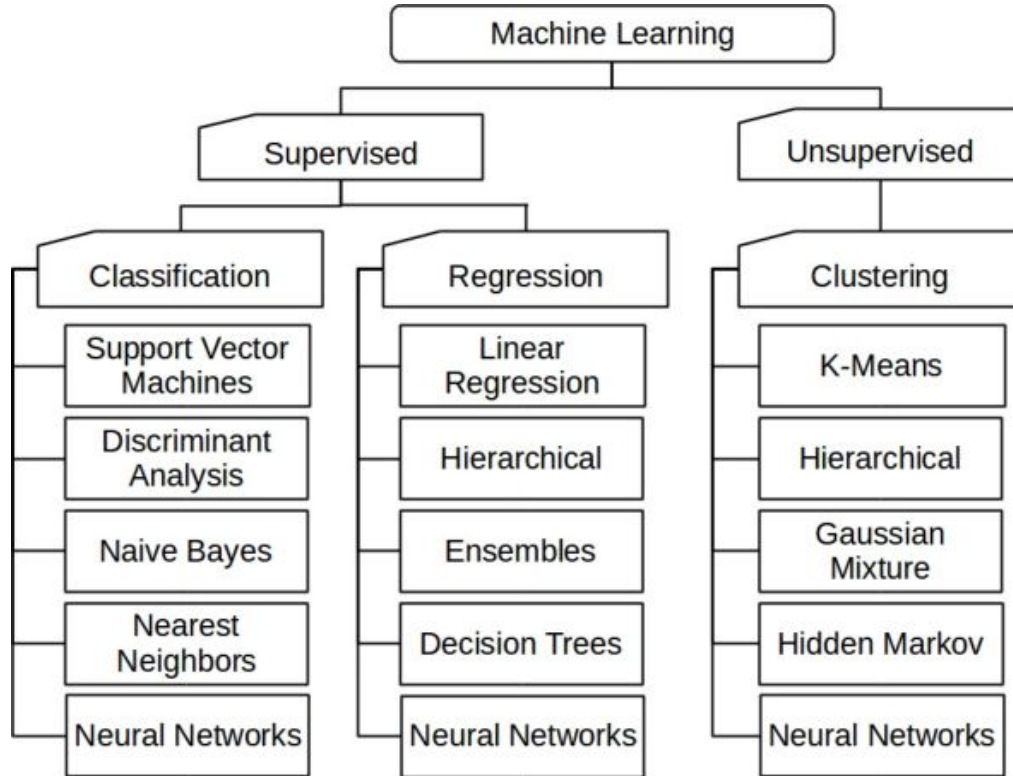 Machine Learning
Supervised
Unsupervised
Classification
Regression
Clustering
Support Vector
Machines
Linear
Regression
K-Means
Discriminant
Analysis
Hierarchical
Hierarchical
Naive Bayes
Ensembles
Gaussian
Mixture
Nearest
Neighbors
Decision Trees
Hidden Markov
Neural Networks
Neural Networks
Neural Networks